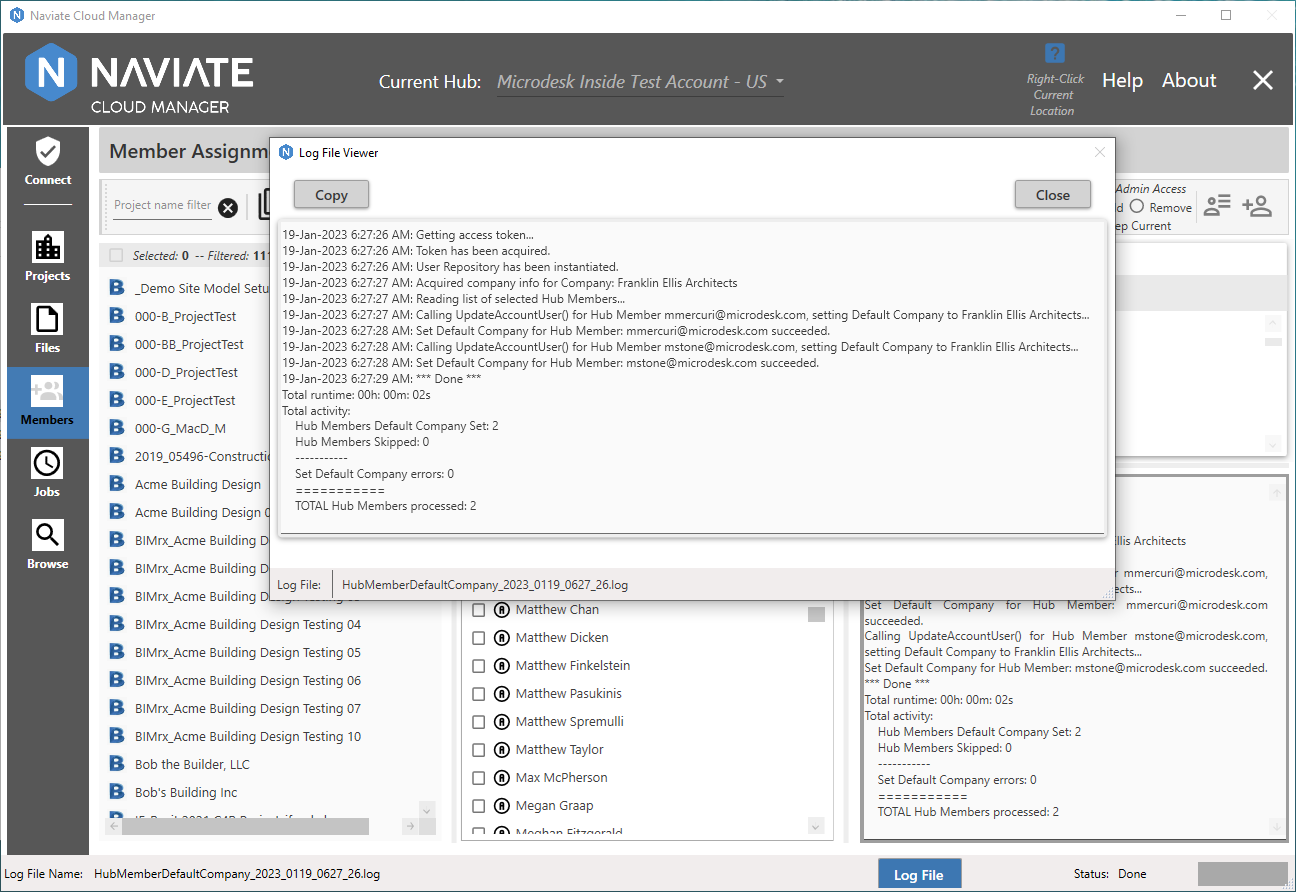 Naviate Cloud Manager
NAVIATE
CLOUD MANAGER
Current Hub: Microdesk Inside Test Account - US
?
Right-Click
Current
Location
Help
About
Connect
Projects
Files
Members
Jobs
Browse
Member Assignm
Project name filter
Selected: 0 -- Filtered: 111
_Demo Site Model Setu
000-B_ProjectTest
000-BB_ProjectTest
000-D_ProjectTest
000-E_ProjectTest
000-G_MacD_M
2019_05496-Constructio
Acme Building Design
Acme Building Design
BIMrx_Acme Building D
BIMrx_Acme Building D
BIMrx_Acme Building Design Testing
BIMrx_Acme Building Design Testing 04
BIMrx_Acme Building Design Testing 05
BIMrx_Acme Building Design Testing 06
BIMrx_Acme Building Design Testing 07
BIMrx_Acme Building Design Testing 10
Bob the Builder, LLC
Bob's Building Inc
Log File Viewer
Copy
Close
19-Jan-2023 6:27:26 AM: Getting access token...
19-Jan-2023 6:27:26 AM: Token has been acquired.
19-Jan-2023 6:27:26 AM: User Repository has been instantiated.
19-Jan-2023 6:27:27 AM: Acquired company info for Company: Franklin Ellis Architects
19-Jan-2023 6:27:27 AM: Reading list of selected Hub Members...
19-Jan-2023 6:27:27 AM: Calling UpdateAccountUser() for Hub Member mmercuri@microdesk.com, setting Default Company to Franklin Ellis Architects...
19-Jan-2023 6:27:28 AM: Set Default Company for Hub Member: mmercuri@microdesk.com succeeded.
19-Jan-2023 6:27:28 AM: Calling UpdateAccountUser() for Hub Member mstone@microdesk.com, setting Default Company to Franklin Ellis Architects...
19-Jan-2023 6:27:28 AM: Set Default Company for Hub Member: mstone@microdesk.com succeeded.
19-Jan-2023 6:27:29 AM: *** Done ***
Total runtime: 00h: 00m: 02s
Total activity:
Hub Members Default Company Set: 2
Hub Members Skipped: 0
-----------
Set Default Company errors: 0
===========
TOTAL Hub Members processed: 2
Log File: HubMemberDefaultCompany_2023_0119_0627_26.log
Matthew Chan
Matthew Dicken
Matthew Finkelstein
Matthew Pasukinis
Matthew Spremulli
Matthew Taylor
Max McPherson
Megan Graap
Meghan Fitzgerald
Admin Access
d Remove
ep Current
llis Architects
r mmercuri@microdesk.com,
ects...
Set Default Company for Hub Member: mmercuri@microdesk.com
succeeded.
Calling UpdateAccountUser() for Hub Member mstone@microdesk.com,
setting Default Company to Franklin Ellis Architects...
Set Default Company for Hub Member: mstone@microdesk.com succeeded.
*** Done ***
Total runtime: 00h: 00m: 02s
Total activity:
Hub Members Default Company Set: 2
Hub Members Skipped: 0
-----------
Set Default Company errors: 0
===========
TOTAL Hub Members processed: 2
Log File Name: HubMemberDefaultCompany_2023_0119_0627_26.log
Log File
Status: Done